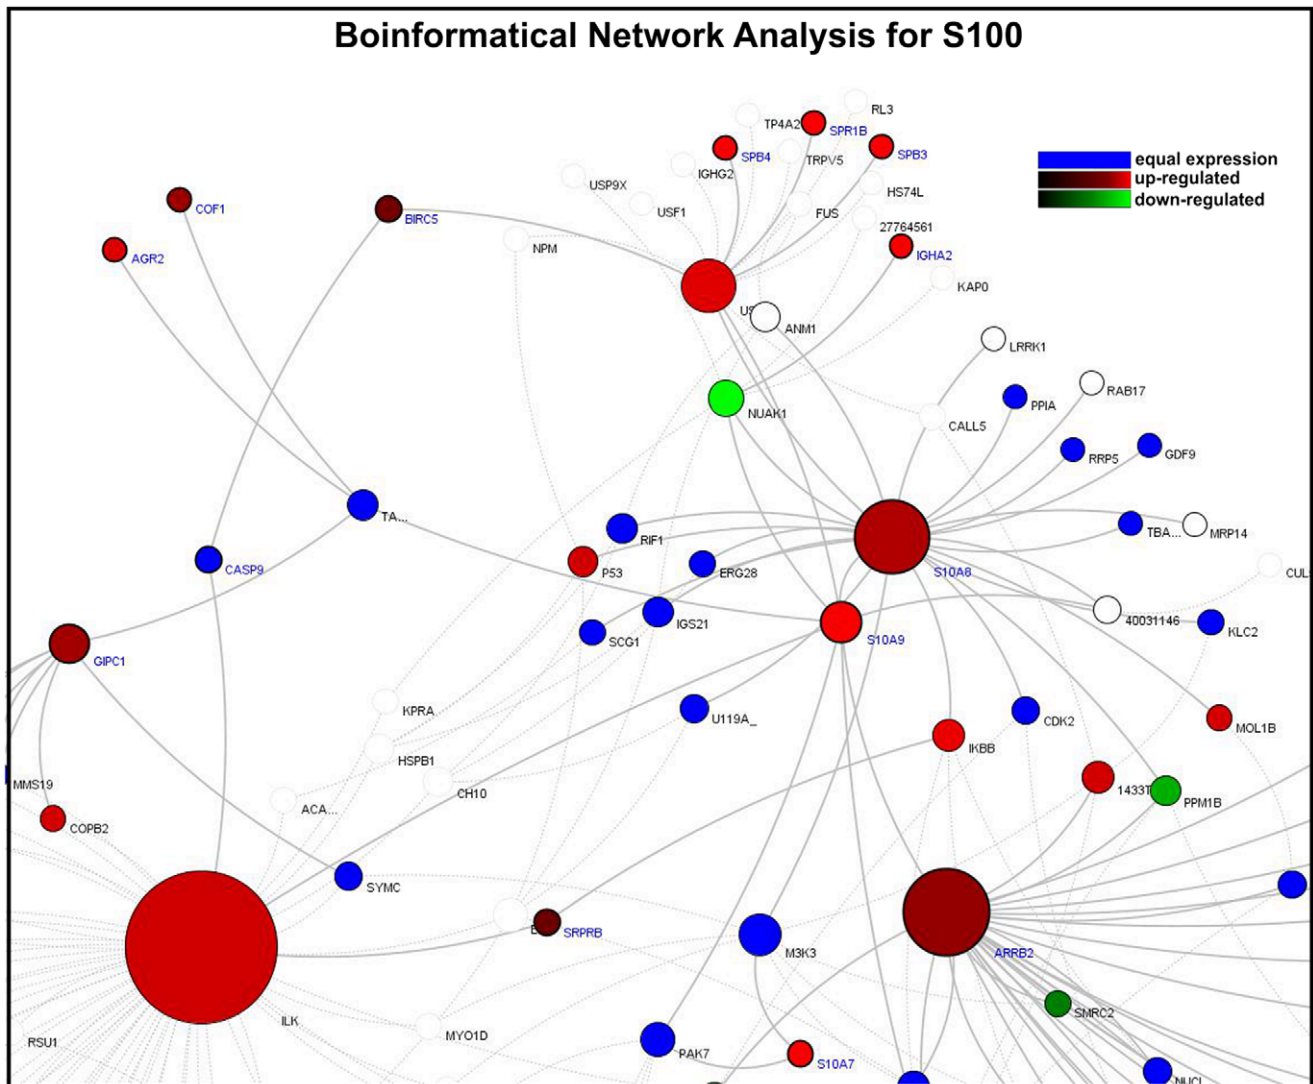 Boinformatical Network Analysis for S100
RL3
TP4A2
SPR1B
equal expression
SPB4
TRPV5
SPB3
IGHG2
up-regulated
USP9X
HS74L
down-regulated
COF1
BIRC5
USF1
FUS
27764561
NPM
AGR2
IGHA2
KAP0
ANM1
LRRK1
RAB17
PPIA
NUAK1
CALL5
RRP5
GDF9
TA...
TBA...
MRP14
RIF1
CASP9
P53
ERG28
S10A8
40031146
IGS21
KLC2
SCG1
S10A9
GIPC1
KPRA
U119A_
CDK2
MOL1B
IKBB
HSPB1
MMS19
CH10
1433T
PPM1B
ACA...
COPB2
SYMC
SRPRB
M3K3
ARRB2
SMRC2
ILK
MYO1D
RSU1
PAK7
S10A7